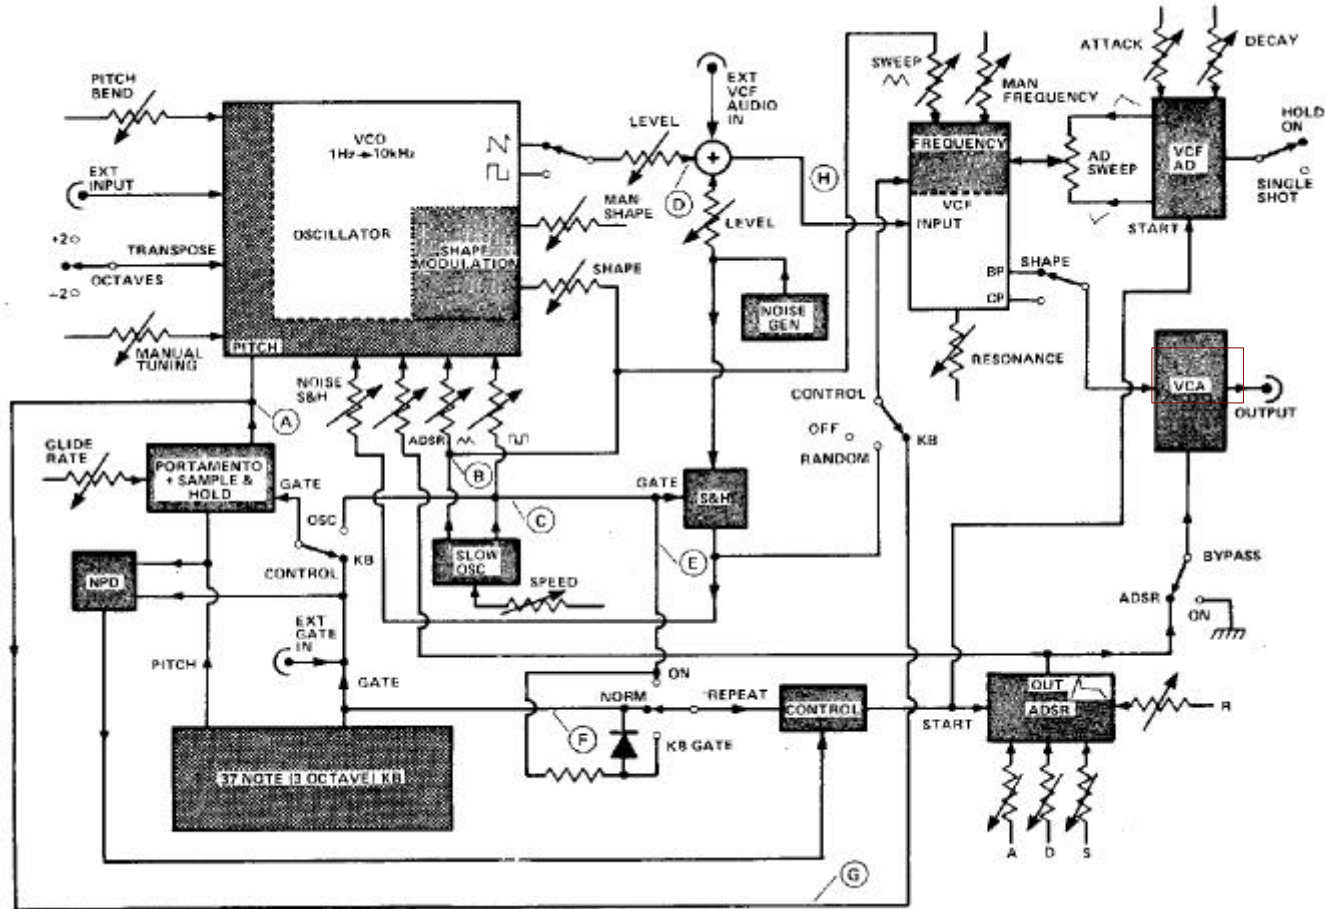 ATTACK
DECAY
PITCH
BEND
EXT
INPUT
+2
TRANSPOSE
OCTAVES
-2
MANUAL
TUNING
VCO
1Hz→10kHz
OSCILLATOR
SHAPE
MODULATION
PITCH
LEVEL
EXT
VCF
AUDIO
IN
+
D
LEVEL
MAN
SHAPE
SHAPE
NOISE
GEN
H
SWEEP
MAN
FREQUENCY
FREQUENCY
VCF
INPUT
BP
CP
SHAPE
RESONANCE
AD
SWEEP
VCF
AD
START
HOLD
ON
SINGLE
SHOT
VCA
OUTPUT
NOISE
S&H
ADSR
A
B
C
GLIDE
RATE
PORTAMENTO
+ SAMPLE &
HOLD
GATE
OSC
KB
CONTROL
NPD
SLOW
OSC
SPEED
GATE
S&H
E
CONTROL
OFF
RANDOM
KB
BYPASS
ADSR
ON
EXT
GATE
IN
PITCH
GATE
37 NOTE (3 OCTAVE) KB
ON
NORM
REPEAT
F
KB GATE
CONTROL
START
OUT
ADSR
R
A D S
G